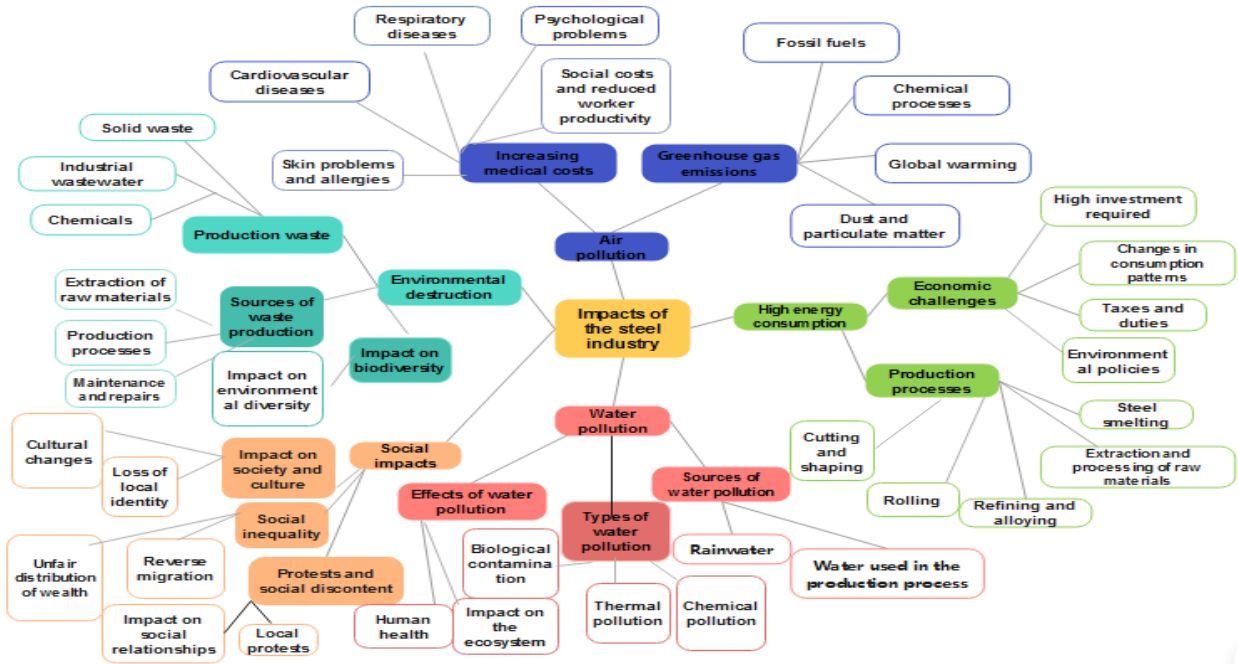 Respiratory
diseases
Psychological
problems
Fossil fuels
Cardiovascular
diseases
Social costs
and reduced
worker
productivity
Chemical
processes
Solid waste
Increasing
medical costs
Greenhouse gas
emissions
Global warming
Industrial
wastewater
Skin problems
and allergies
High investment
required
Chemicals
Production waste
Dust and
particulate matter
Air
pollution
Changes in
consumption
patterns
Extraction of
raw materials
Sources of
waste
production
Environmental
destruction
Impacts of
the steel
industry
High energy
consumption
Economic
challenges
Taxes and
duties
Production
processes
Impact on
biodiversity
Environment
al policies
Maintenance
and repairs
Impact on
environment
al diversity
Production
processes
Water
pollution
Steel
smelting
Cultural
changes
Loss of
local
identity
Impact on
society and
culture
Social
impacts
Cutting
and
shaping
Extraction and
processing of raw
materials
Effects of water
pollution
Sources of
water pollution
Rolling
Refining and
alloying
Social
inequality
Types of
water
pollution
Unfair
distribution
of wealth
Reverse
migration
Protests and
social discontent
Biological
contamina
tion
Rainwater
Water used in the
production process
Impact on
social
relationships
Local
protests
Human
health
Impact on
the
ecosystem
Thermal
pollution
Chemical
pollution